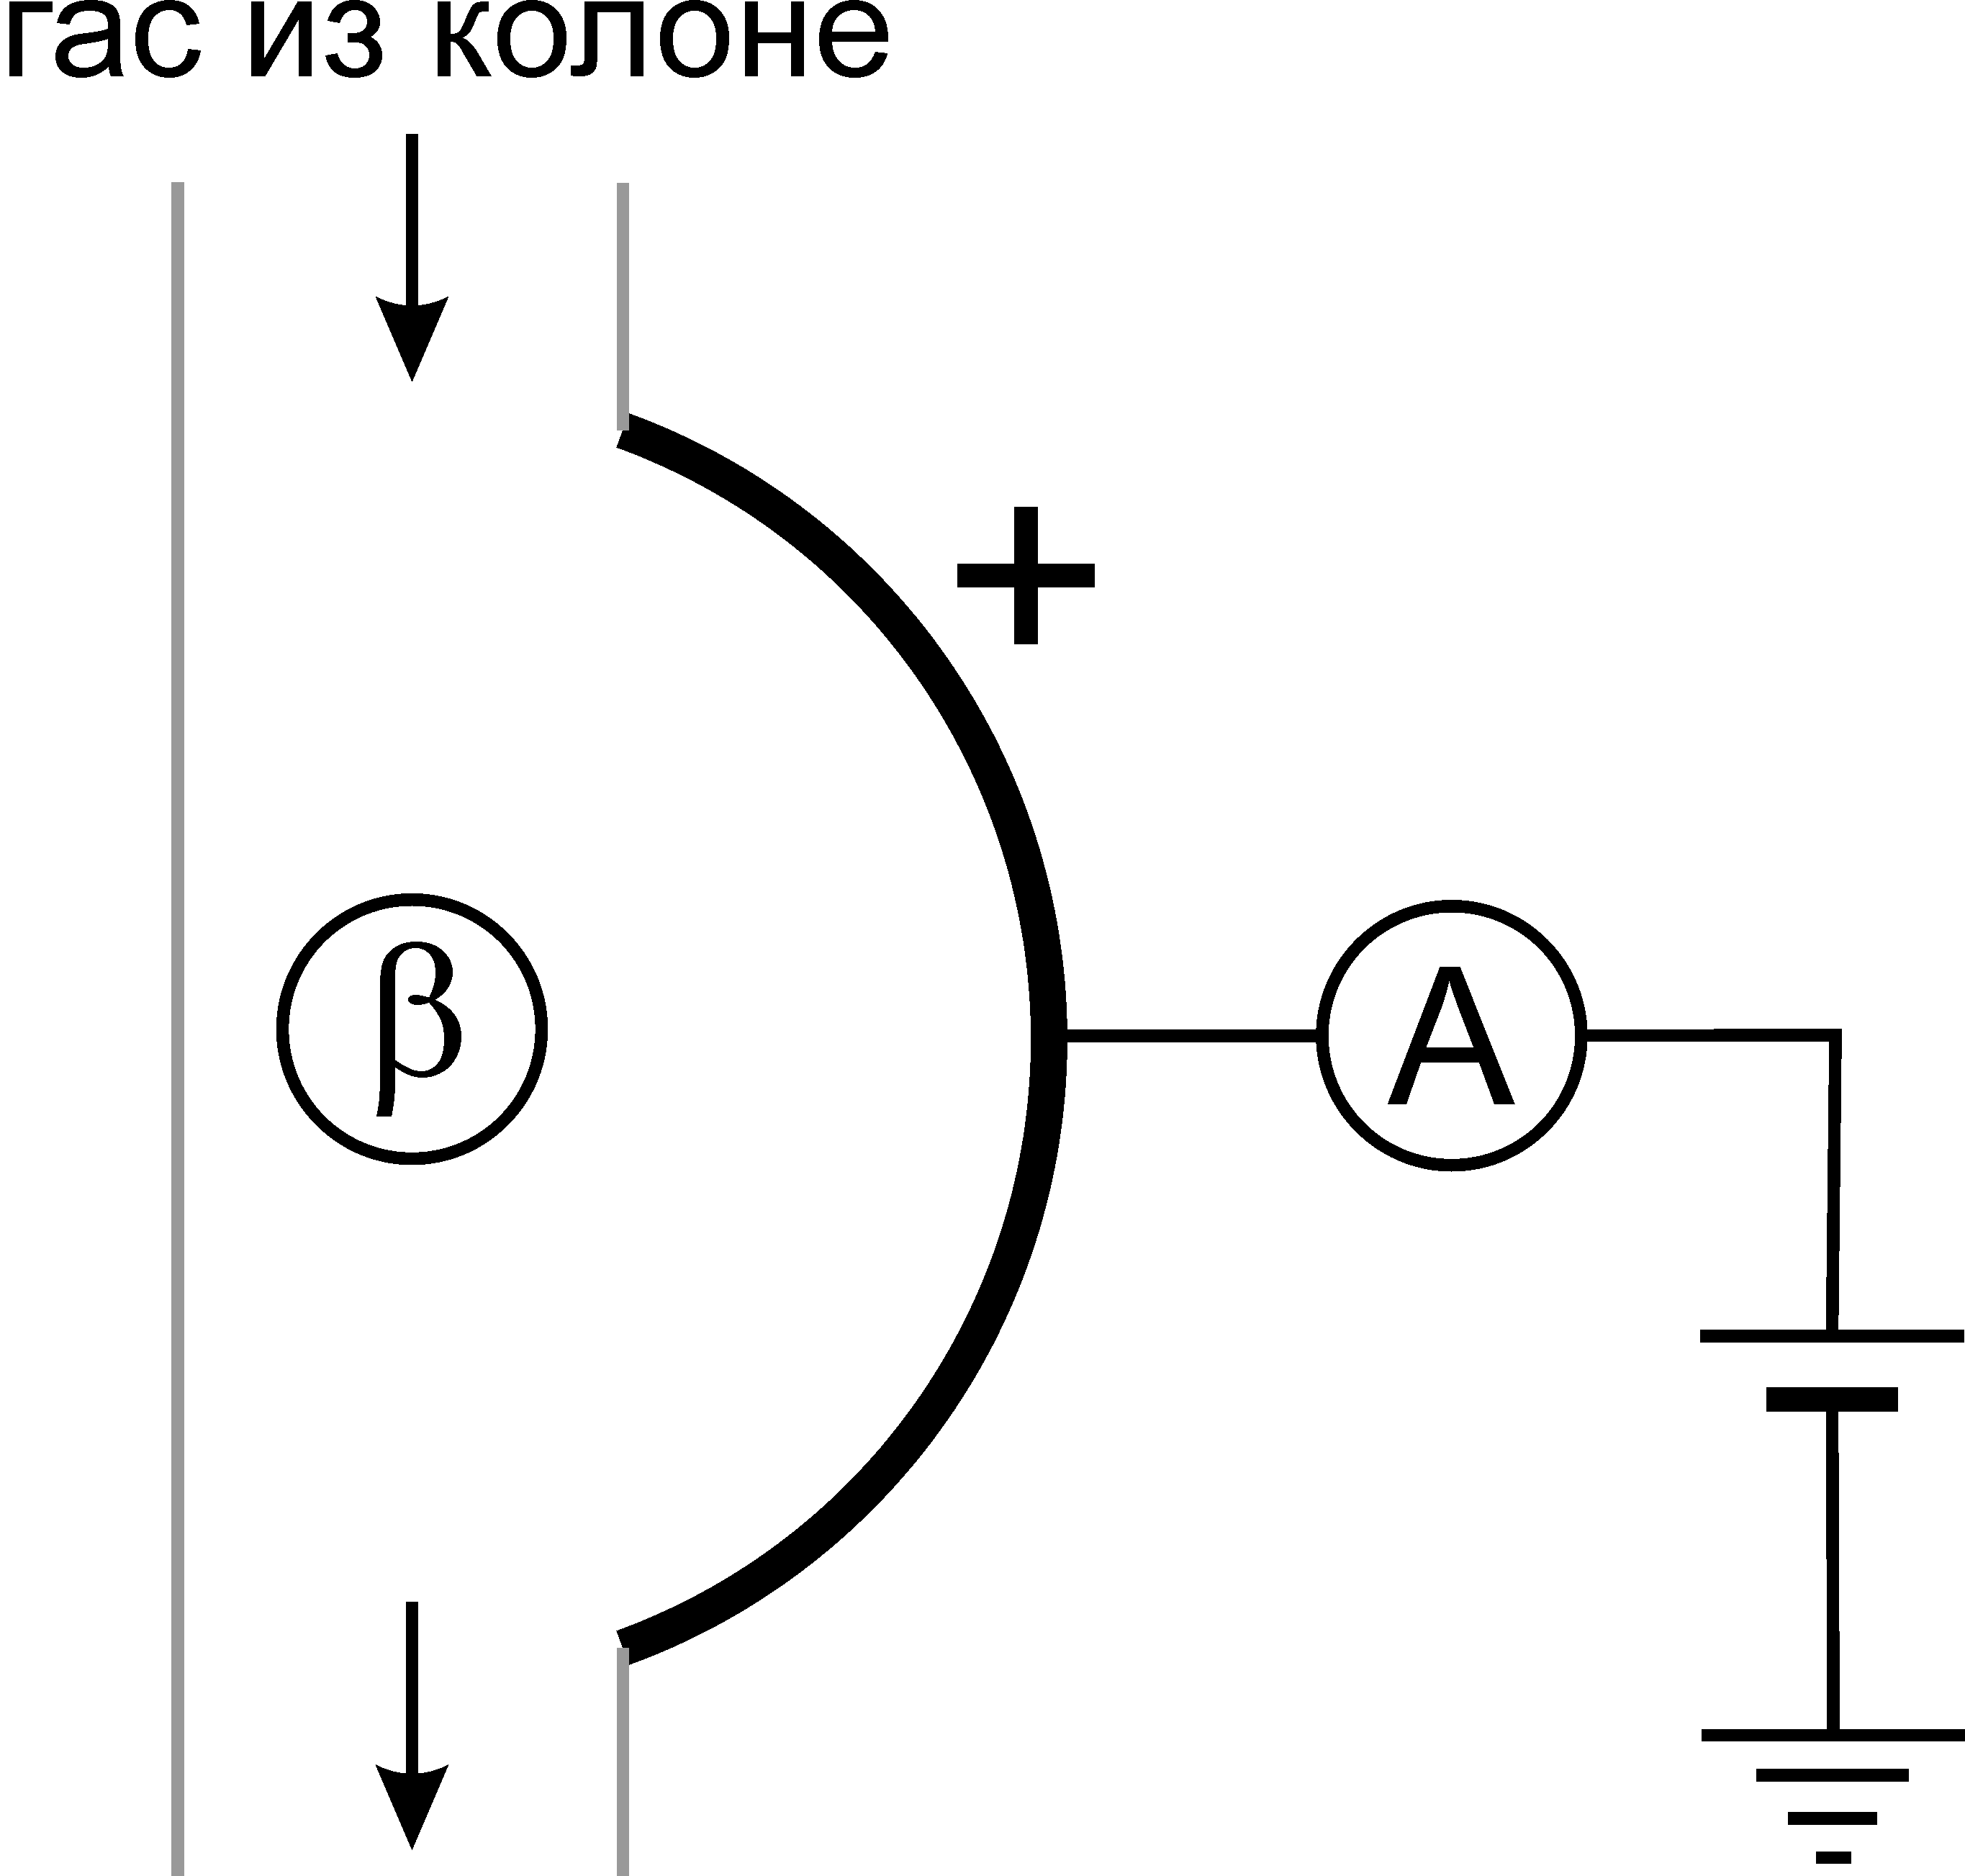 гас из колоне
+
β
A